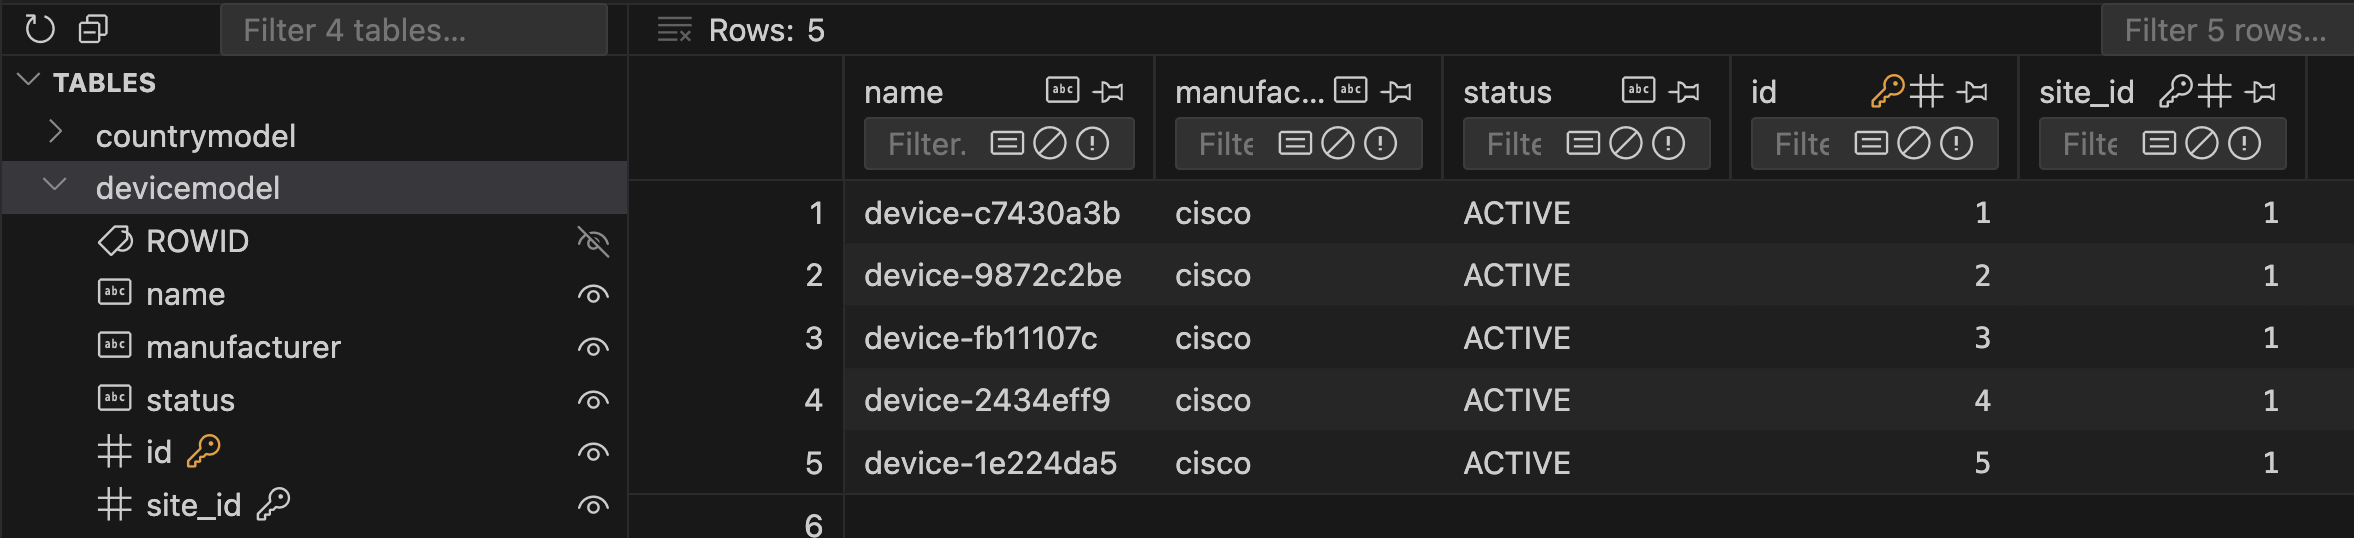 Filter 4 tables...
Rows: 5
Filter 5 rows...
TABLES
countrymodel
devicemodel
ROWID
abc name
abc manufacturer
abc status
id
site_id
name abc manufac... abc status abc id site_id
Filter. Filte Filte Filte Filte
1 device-c7430a3b cisco ACTIVE 1 1
2 device-9872c2be cisco ACTIVE 2 1
3 device-fb11107c cisco ACTIVE 3 1
4 device-2434eff9 cisco ACTIVE 4 1
5 device-1e224da5 cisco ACTIVE 5 1
6